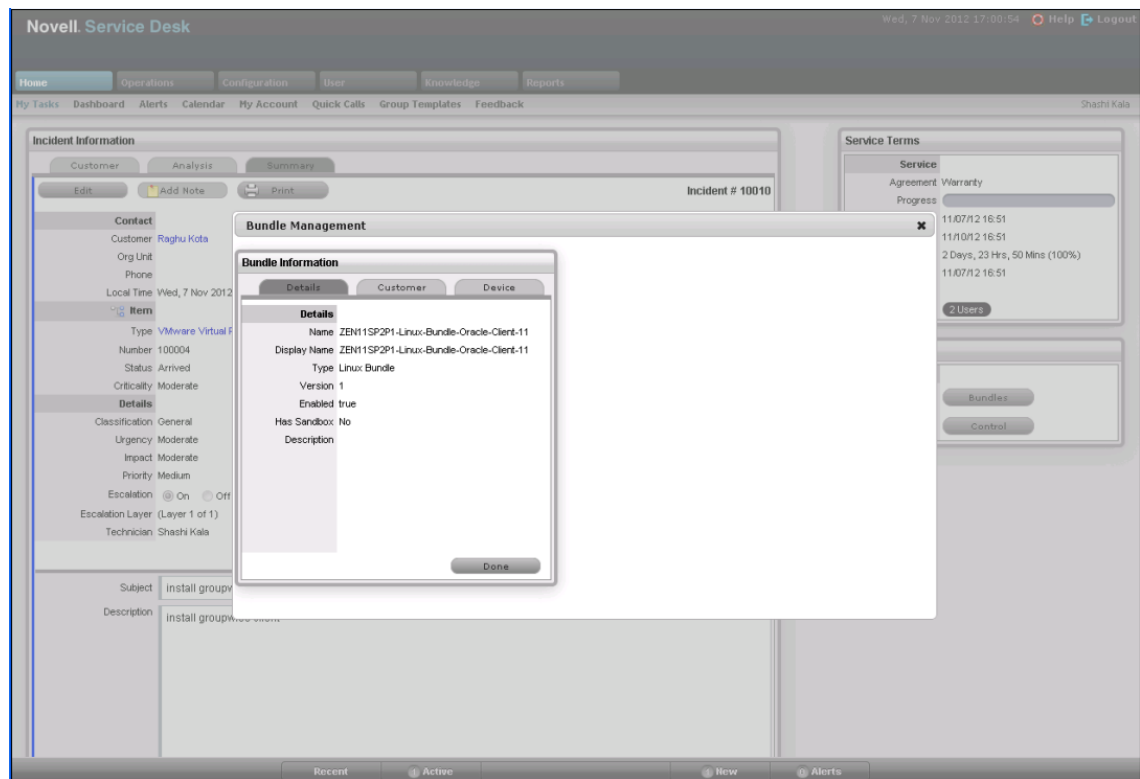 Novell. Service Desk
Wed, 7 Nov 2012 17:00:54 Help Logout
Home Operations Configuration User Knowledge Reports
My Tasks Dashboard Alerts Calendar My Account Quick Calls Group Templates Feedback Shashi Kala
Incident Information
Customer Analysis Summary
Edit Add Note Print Incident # 10010
Contact
Customer Raghu Kota
Org Unit
Phone
Local Time Wed, 7 Nov 2012
Item
Type VMware Virtual
Number 100004
Status Arrived
Criticality Moderate
Details
Classification General
Urgency Moderate
Impact Moderate
Priority Medium
Escalation On Off
Escalation Layer (Layer 1 of 1)
Technician Shashi Kala
Subject install
Description
install
Bundle Management
Bundle Information
Details Customer Device
Details
Name ZEN11SP2P1-Linux-Bundle-Oracle-Client-11
Display Name ZEN11SP2P1-Linux-Bundle-Oracle-Client-11
Type Linux Bundle
Version 1
Enabled true
Has Sandbox No
Description
Done
Service Terms
Service
Agreement Warranty
Progress
11/07/12 16:51
11/10/12 16:51
2 Days, 23 Hrs, 50 Mins (100%)
11/07/12 16:51
2 Users
Bundles
Control
Recent Active New Alerts